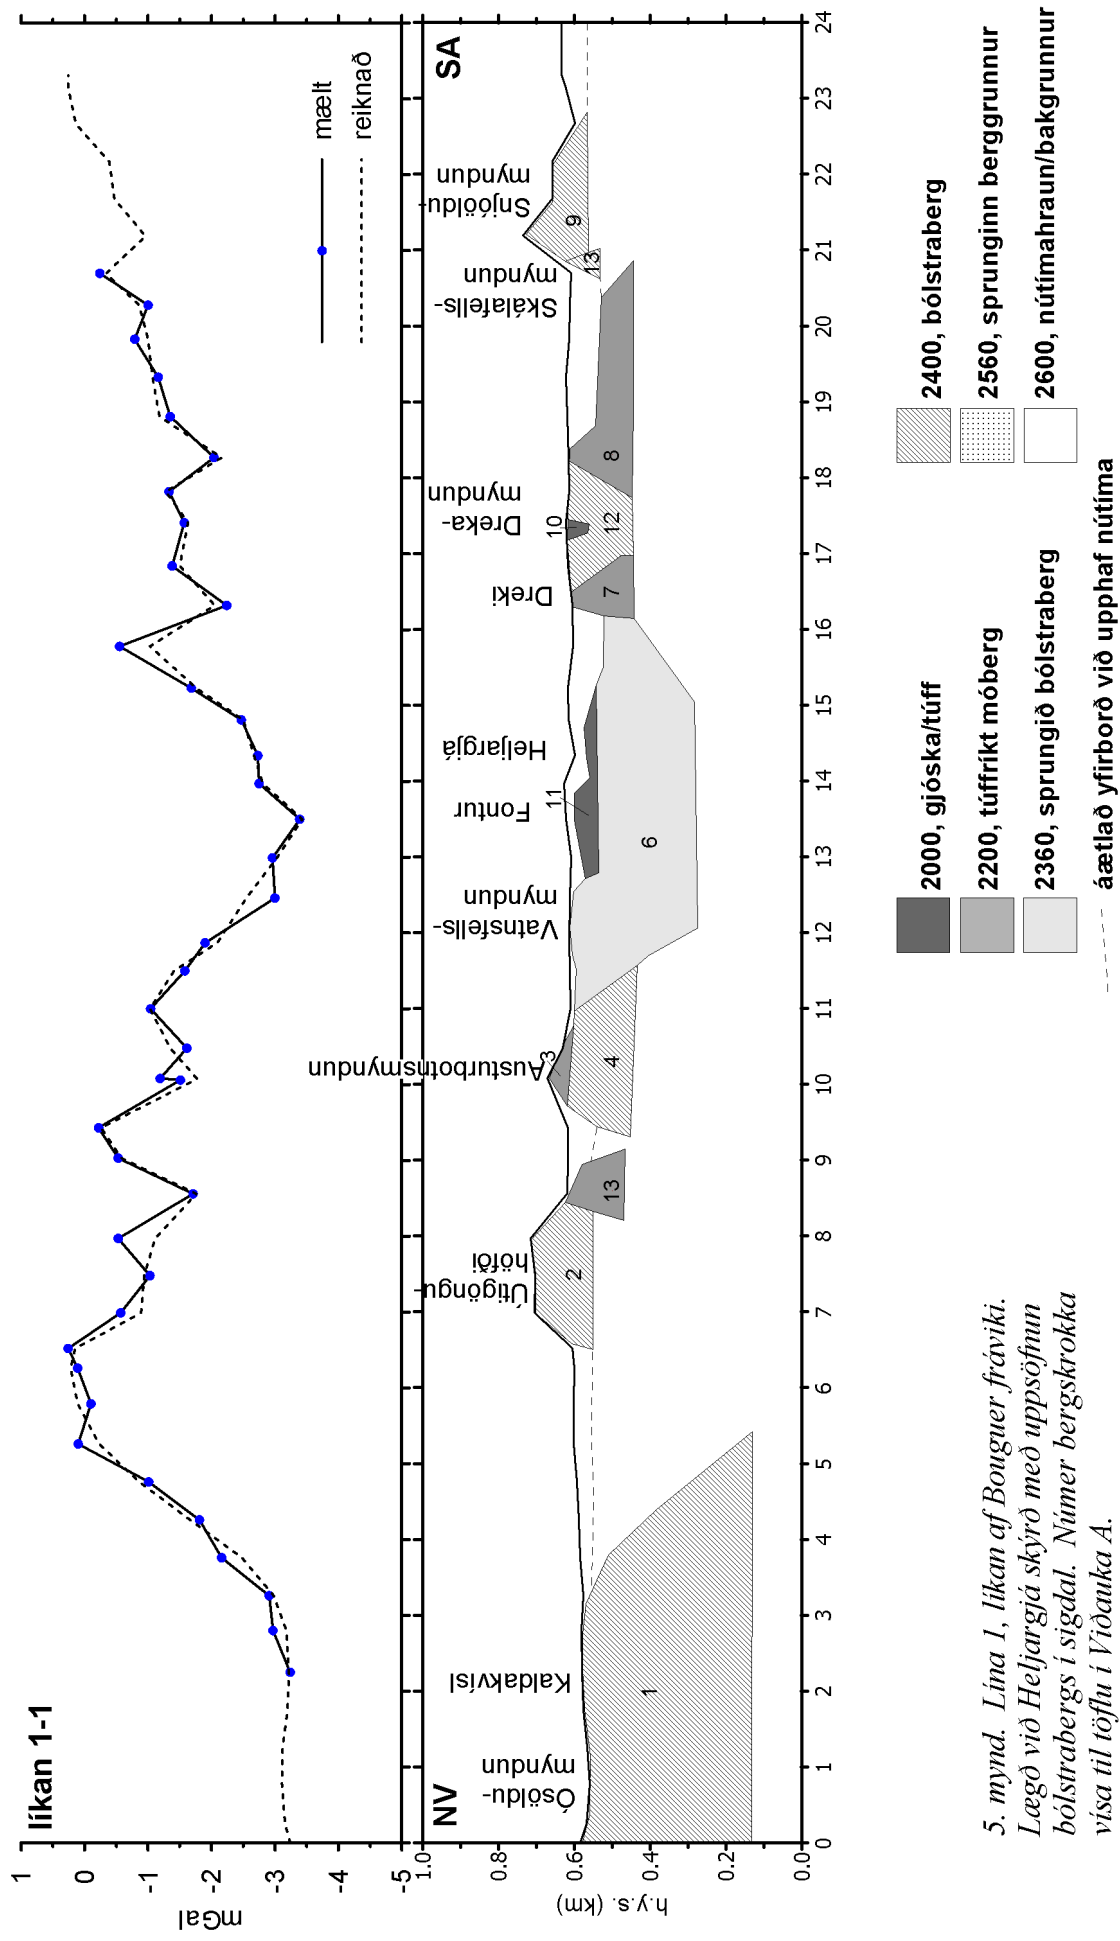 líkan 1-1
1
0
-1
-2
-3
-4
-5
mGal
mælt
reiknað
NV
SA
1.0
0.8
0.6
0.4
0.2
0.0
h.y.s. (km)
Ósöldu-
myndun
Kaldakvísl
Útigöngu-
höfði
Austurbotnsmyndun
Vatnsfells-
myndun
Fontur
Heljargjá
Dreki
Dreka-
myndun
Skálafells-
myndun
Snjóöldu-
myndun
1
2
13
3
4
6
11
7
10
12
8
13
9
0 1 2 3 4 5 6 7 8 9 10 11 12 13 14 15 16 17 18 19 20 21 22 23 24
2000, gjóska/túff
2200, túffríkt móberg
2360, sprungið bólstraberg
áætlað yfirborð við upphaf nútíma
2400, bólstraberg
2560, sprunginn berggrunnur
2600, nútímahraun/bakgrunnur
5. mynd. Lína 1, líkan af Bouguer fráviki.
Lægð við Heljargjá skýrð með uppsöfnun
bólstrabergs í sigdal. Númer bergskrokka
vísa til töflu í Viðauka A.